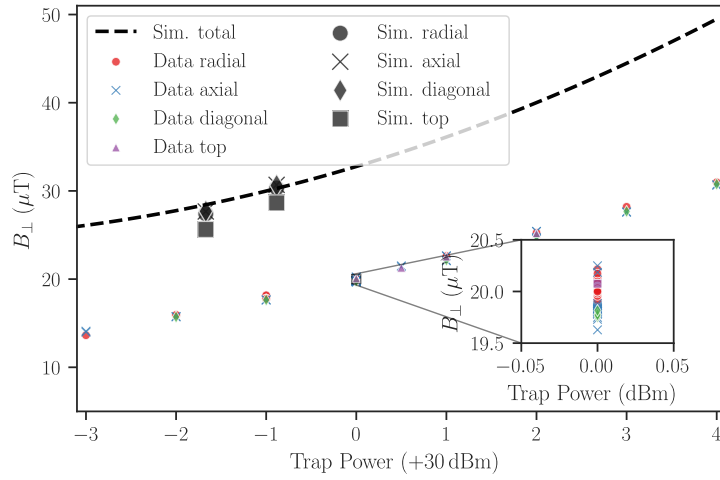 50
40
30
20
10
B⊥ (μT)
Sim. total
Data radial
Data axial
Data diagonal
Data top
Sim. radial
Sim. axial
Sim. diagonal
Sim. top
20.5
20.0
19.5
B⊥ (μT)
−0.05 0.00 0.05
Trap Power (dBm)
−3 −2 −1 0 1 2 3 4
Trap Power (+30 dBm)